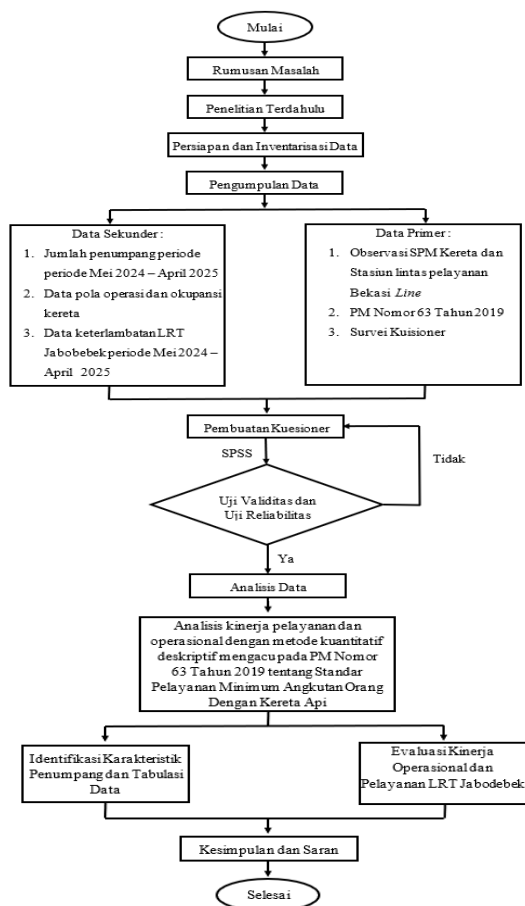 Mulai
Rumusan Masalah
Penelitian Terdahulu
Persiapan dan Inventarisasi Data
Pengumpulan Data
Data Sekunder :
1. Jumlah penumpang periode
periode Mei 2024 – April 2025
2. Data pola operasi dan okupansi
kereta
3. Data keterlambatan LRT
Jabobebek periode Mei 2024 –
April 2025
Data Primer :
1. Observasi SPM Kereta dan
Stasiun lintas pelayanan
Bekasi Line
2. PM Nomor 63 Tahun 2019
3. Survei Kuisioner
Pembuatan Kuesioner
SPSS
Tidak
Uji Validitas dan
Uji Reliabilitas
Ya
Analisis Data
Analisis kinerja pelayanan dan
operasional dengan metode kuantitatif
deskriptif mengacu pada PM Nomor
63 Tahun 2019 tentang Standar
Pelayanan Minimum Angkutan Orang
Dengan Kereta Api
Identifikasi Karakteristik
Penumpang dan Tabulasi
Data
Evaluasi Kinerja
Operasional dan
Pelayanan LRT Jabodebek
Kesimpulan dan Saran
Selesai